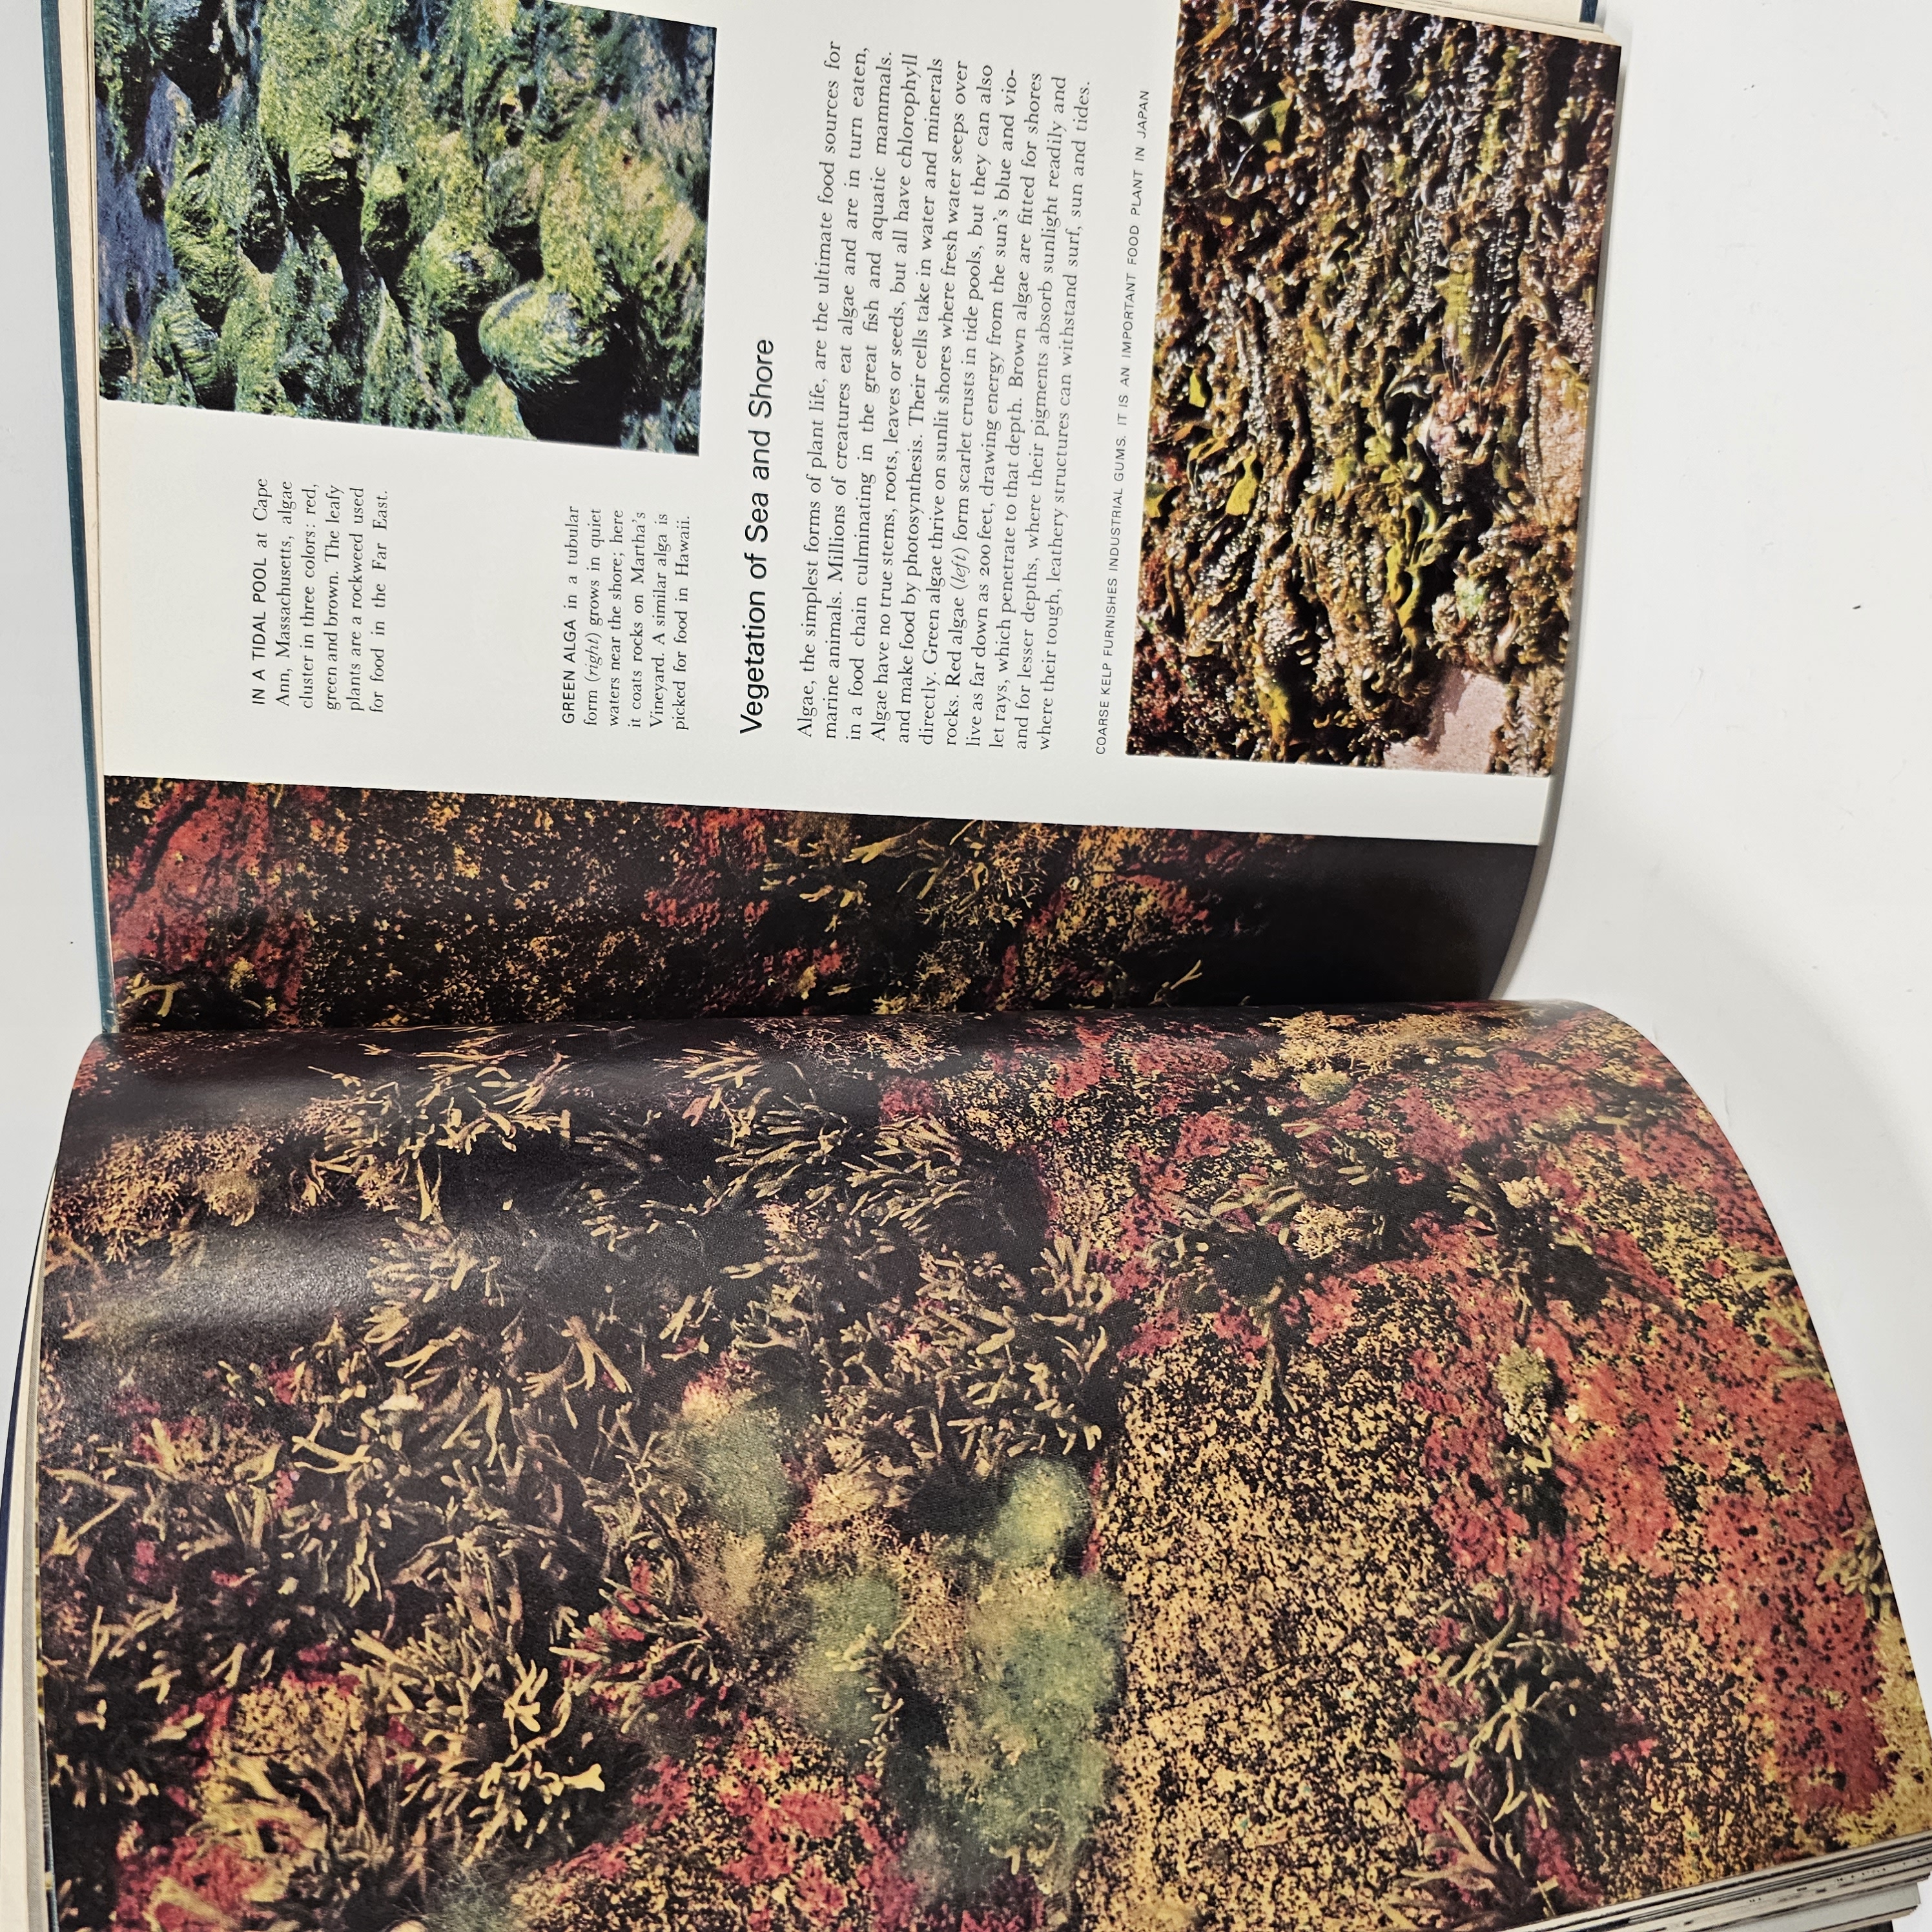 IN A TIDAL POOL at Cape
Ann, Massachusetts, algae
cluster in three colors: red,
green and brown. The leafy
plants are a rockweed used
for food in the Far East.
GREEN ALGA in a tubular
form (right) grows in quiet
waters near the shore; here
it coats rocks on Martha's
Vineyard. A similar alga is
picked for food in Hawaii.
Vegetation of Sea and Shore
Algae, the simplest forms of plant life, are the ultimate food sources for
marine animals. Millions of creatures eat algae and are in turn eaten,
in a food chain culminating in the great fish and aquatic mammals.
Algae have no true stems, roots, leaves or seeds, but all have chlorophyll
and make food by photosynthesis. Their cells take in water and minerals
directly. Green algae thrive on sunlit shores where fresh water seeps over
rocks. Red algae (left) form scarlet crusts in tide pools, but they can also
live as far down as 200 feet, drawing energy from the sun's blue and vio-
let rays, which penetrate to that depth. Brown algae are fitted for shores
and for lesser depths, where their pigments absorb sunlight readily and
where their tough, leathery structures can withstand surf, sun and tides.
COARSE KELP FURNISHES INDUSTRIAL GUMS. IT IS AN IMPORTANT FOOD PLANT IN JAPAN